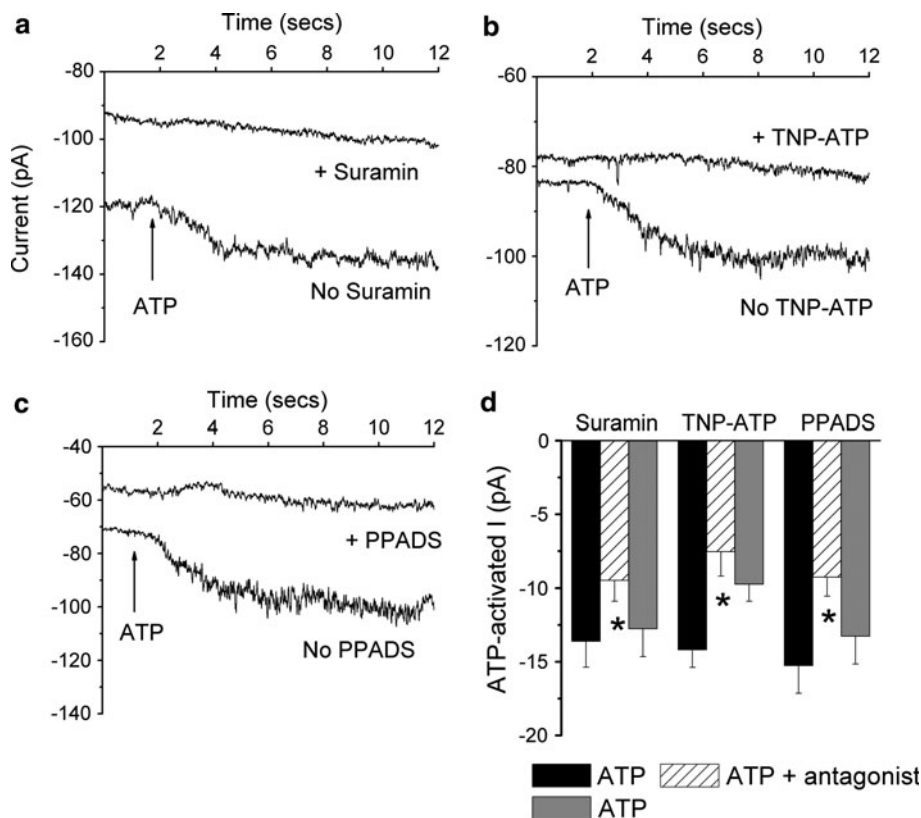 a
Time (secs)
2 4 6 8 10 12
-80
-100
-120
-140
-160
Current (pA)
+ Suramin
No Suramin
ATP
b
Time (secs)
0 2 4 6 8 10 12
-60
-80
-100
-120
+ TNP-ATP
No TNP-ATP
ATP
c
Time (secs)
2 4 6 8 10 12
-40
-60
-80
-100
-120
-140
+ PPADS
No PPADS
ATP
d
Suramin TNP-ATP PPADS
0
-5
-10
-15
-20
ATP-activated I (pA)
* * *
ATP ATP + antagonist
ATP